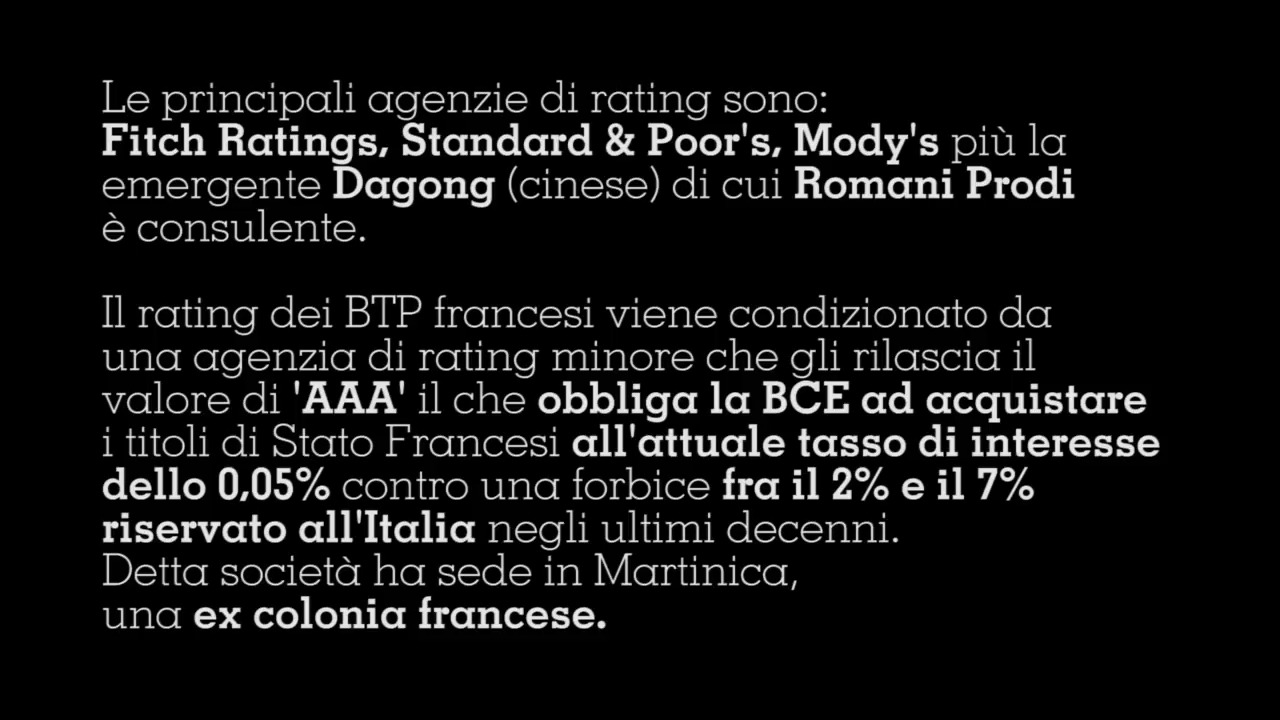 Le principali agenzie di rating sono:
Fitch Ratings, Standard & Poor's, Mody's più la
emergente Dagong (cinese) di cui Romani Prodi
è consulente.
Il rating dei BTP francesi viene condizionato da
una agenzia di rating minore che gli rilascia il
valore di 'AAA' il che obbliga la BCE ad acquistare
i titoli di Stato Francesi all'attuale tasso di interesse
dello 0,05% contro una forbice fra il 2% e il 7%
riservato all'Italia negli ultimi decenni.
Detta società ha sede in Martinica,
una ex colonia francese.